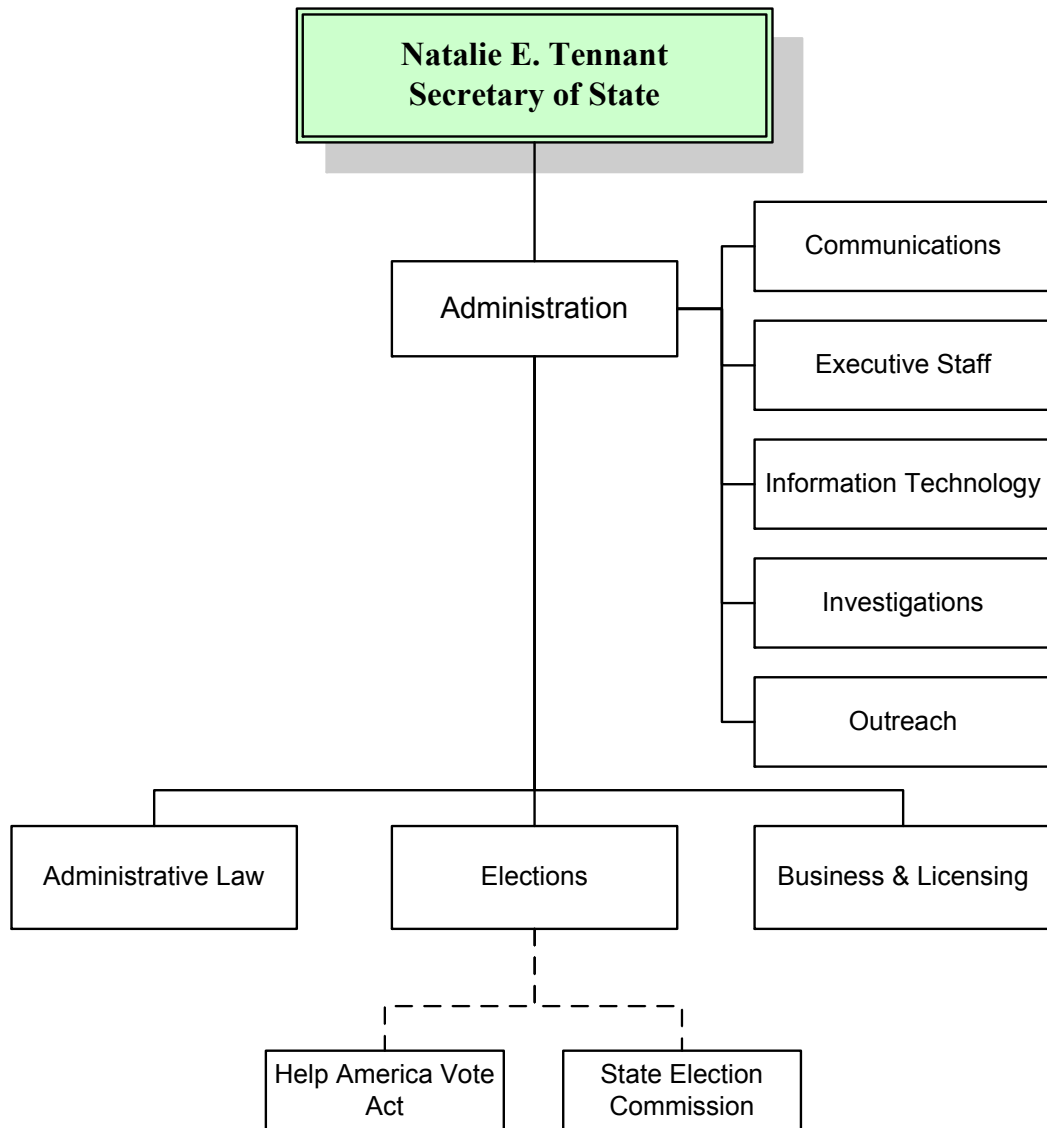 Natalie E. Tennant
Secretary of State
Administration
Communications
Executive Staff
Information Technology
Investigations
Outreach
Administrative Law
Elections
Business & Licensing
Help America Vote
Act
State Election
Commission